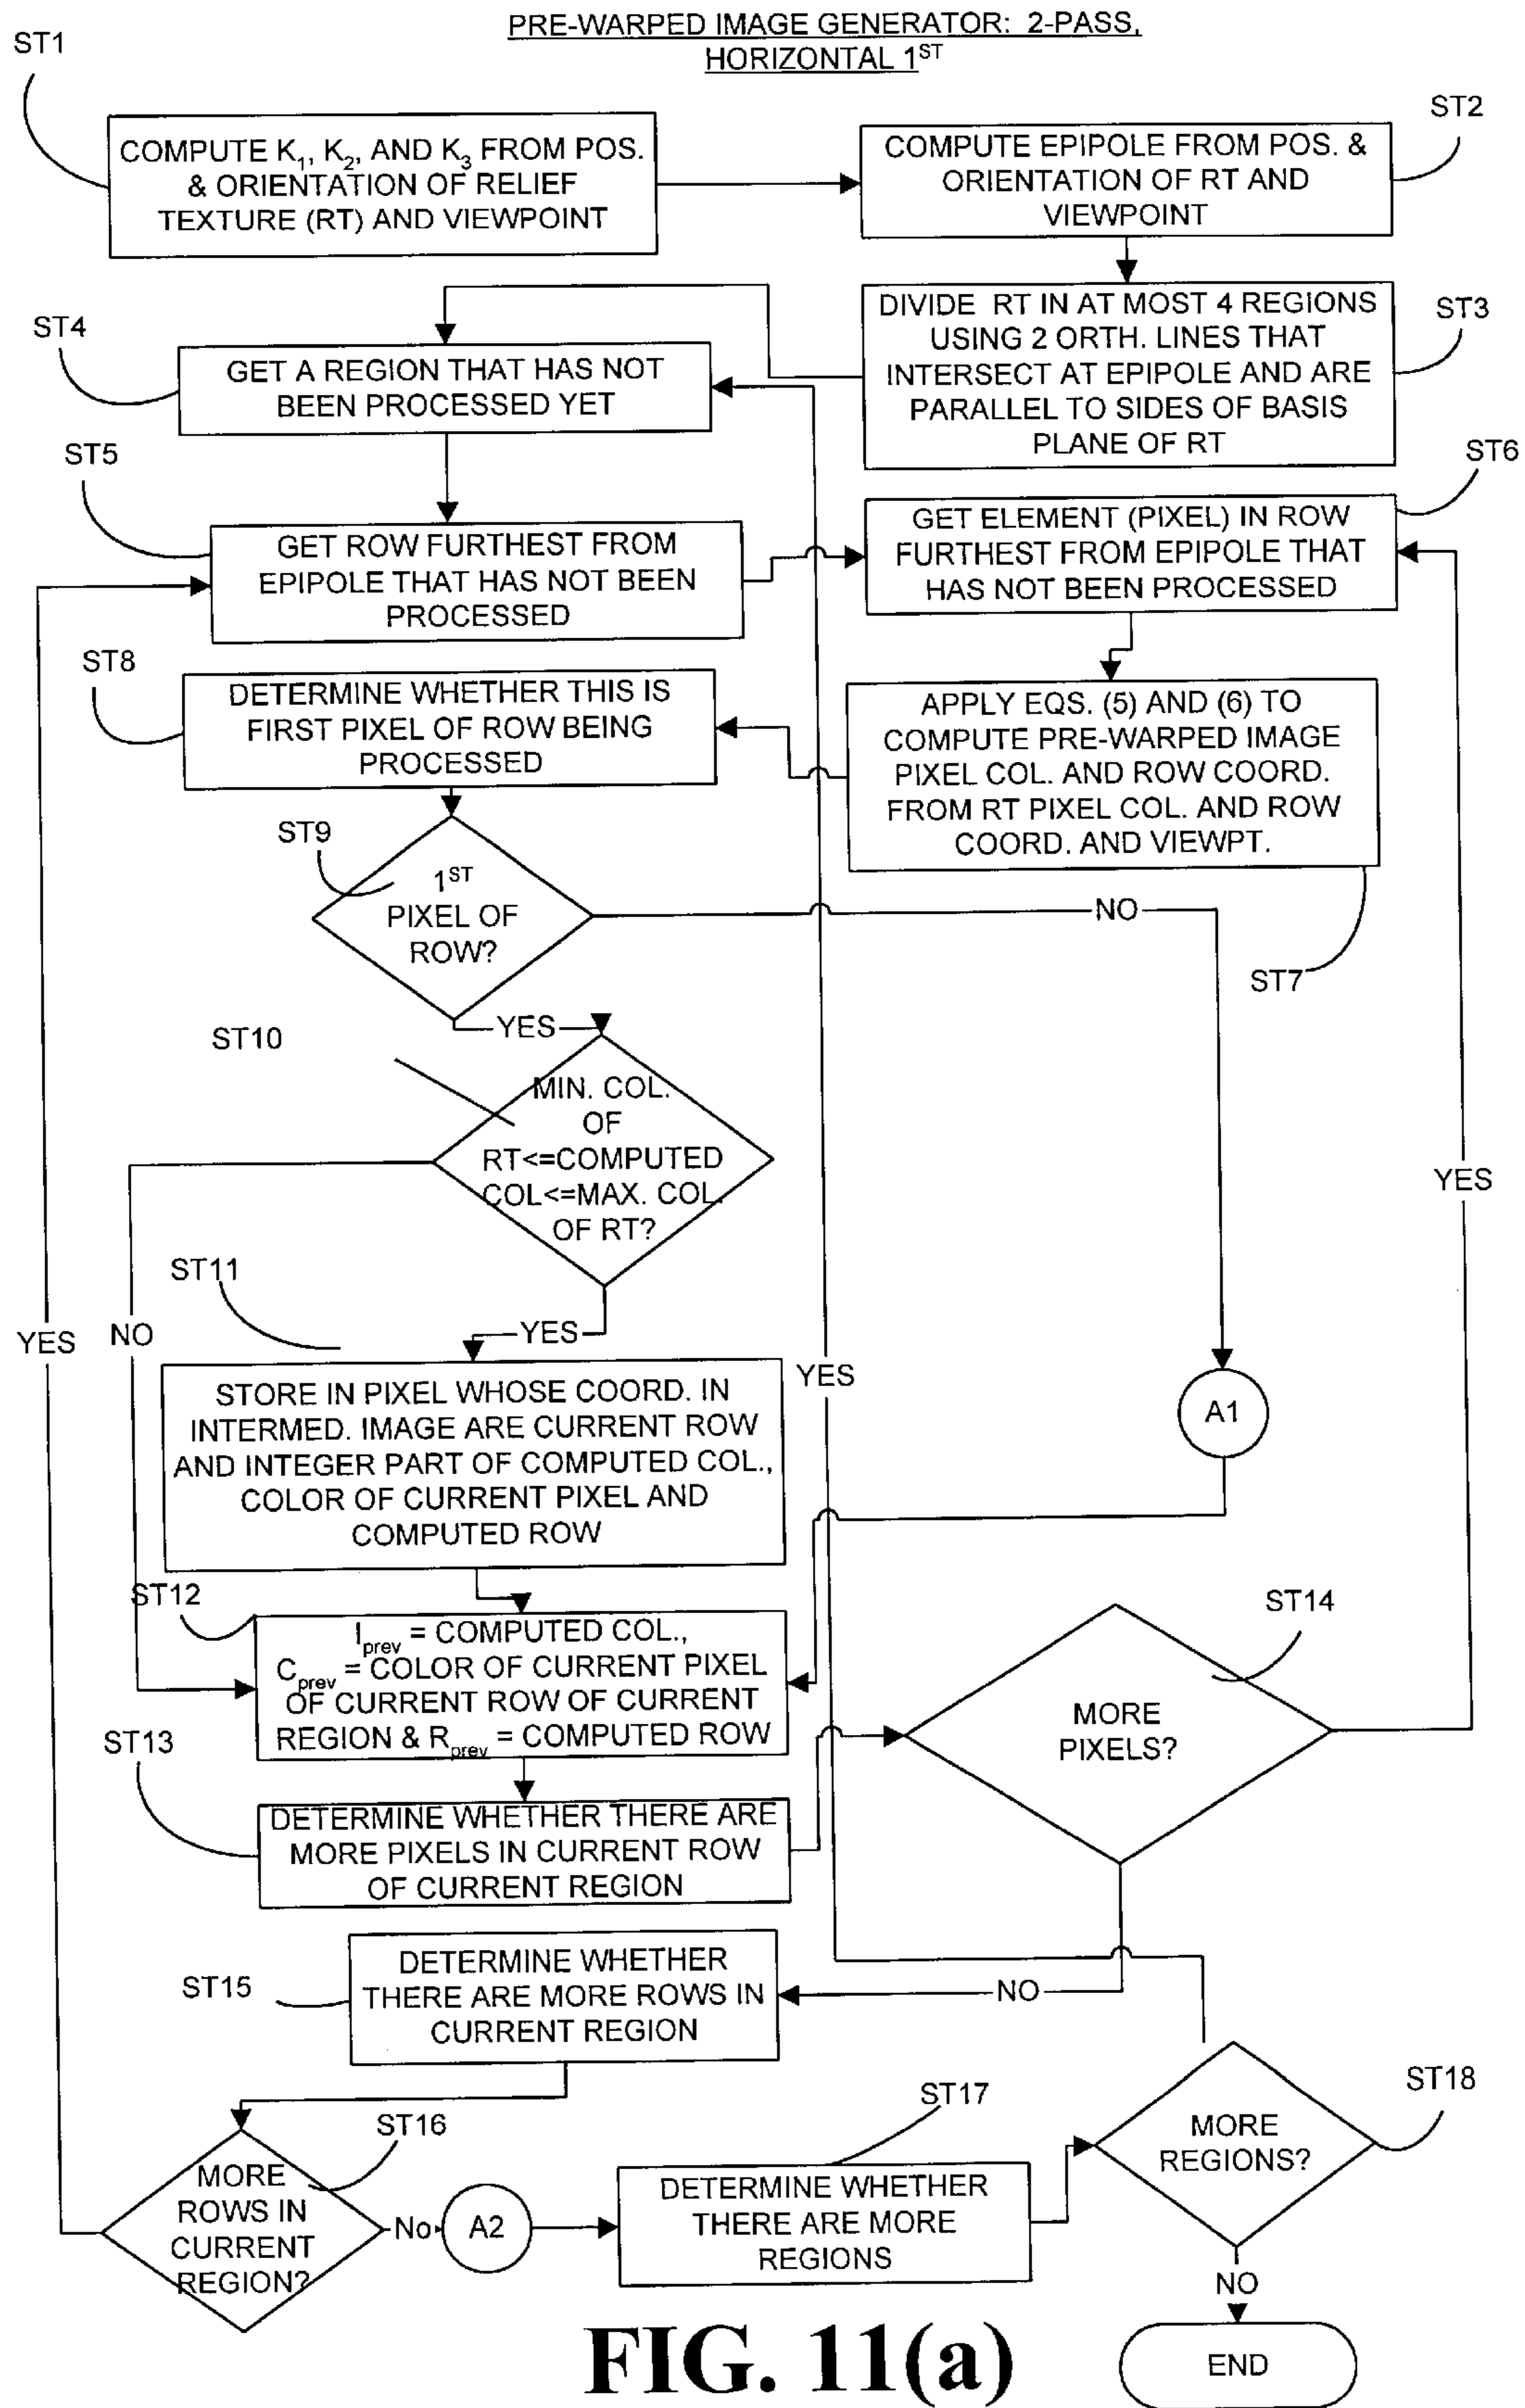 PRE-WARPED IMAGE GENERATOR: 2-PASS,
HORIZONTAL 1ST
ST1
COMPUTE K1, K2, AND K3 FROM POS.
& ORIENTATION OF RELIEF
TEXTURE (RT) AND VIEWPOINT
ST2
COMPUTE EPIPOLE FROM POS. &
ORIENTATION OF RT AND
VIEWPOINT
ST3
DIVIDE RT IN AT MOST 4 REGIONS
USING 2 ORTH. LINES THAT
INTERSECT AT EPIPOLE AND ARE
PARALLEL TO SIDES OF BASIS
PLANE OF RT
ST4
GET A REGION THAT HAS NOT
BEEN PROCESSED YET
ST5
GET ROW FURTHEST FROM
EPIPOLE THAT HAS NOT BEEN
PROCESSED
ST6
GET ELEMENT (PIXEL) IN ROW
FURTHEST FROM EPIPOLE THAT
HAS NOT BEEN PROCESSED
APPLY EQS. (5) AND (6) TO
COMPUTE PRE-WARPED IMAGE
PIXEL COL. AND ROW COORD.
FROM RT PIXEL COL. AND ROW
COORD. AND VIEWPT.
ST7
ST8
DETERMINE WHETHER THIS IS
FIRST PIXEL OF ROW BEING
PROCESSED
ST9
1ST
PIXEL OF
ROW?
NO
YES
ST10
MIN. COL.
OF
RT<=COMPUTED
COL<=MAX. COL.
OF RT?
YES
NO
YES
YES
YES
ST11
STORE IN PIXEL WHOSE COORD. IN
INTERMED. IMAGE ARE CURRENT ROW
AND INTEGER PART OF COMPUTED COL.,
COLOR OF CURRENT PIXEL AND
COMPUTED ROW
A1
ST12
Iprev = COMPUTED COL.,
Cprev = COLOR OF CURRENT PIXEL
OF CURRENT ROW OF CURRENT
REGION & Rprev = COMPUTED ROW
ST13
DETERMINE WHETHER THERE ARE
MORE PIXELS IN CURRENT ROW
OF CURRENT REGION
ST14
MORE
PIXELS?
NO
ST15
DETERMINE WHETHER
THERE ARE MORE ROWS IN
CURRENT REGION
ST16
MORE
ROWS IN
CURRENT
REGION?
No
A2
ST17
DETERMINE WHETHER
THERE ARE MORE
REGIONS
ST18
MORE
REGIONS?
NO
END
FIG. 11(a)